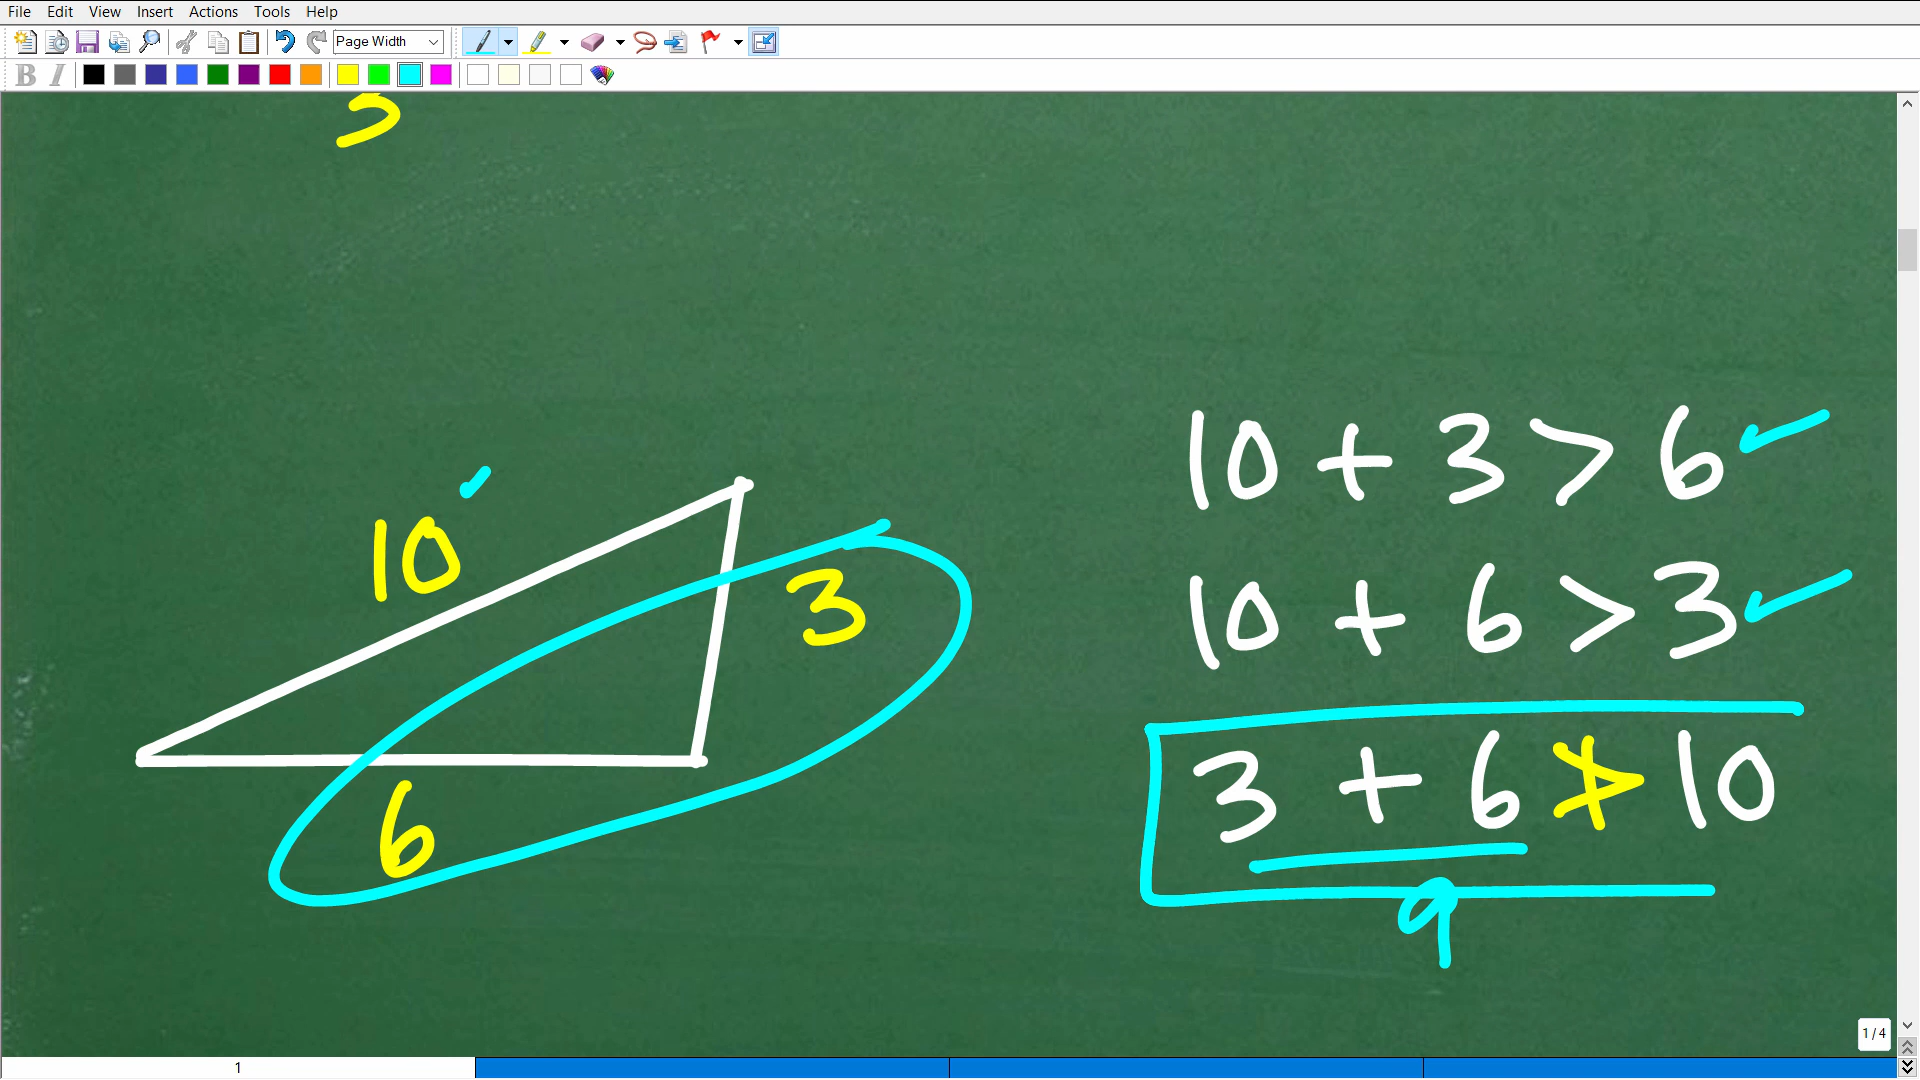 File Edit View Insert Actions Tools Help
Page Width
B I
3
10
3
6
10 + 3 > 6 ✓
10 + 6 > 3 ✓
3 + 6 ≯ 10
9
1 / 4
1